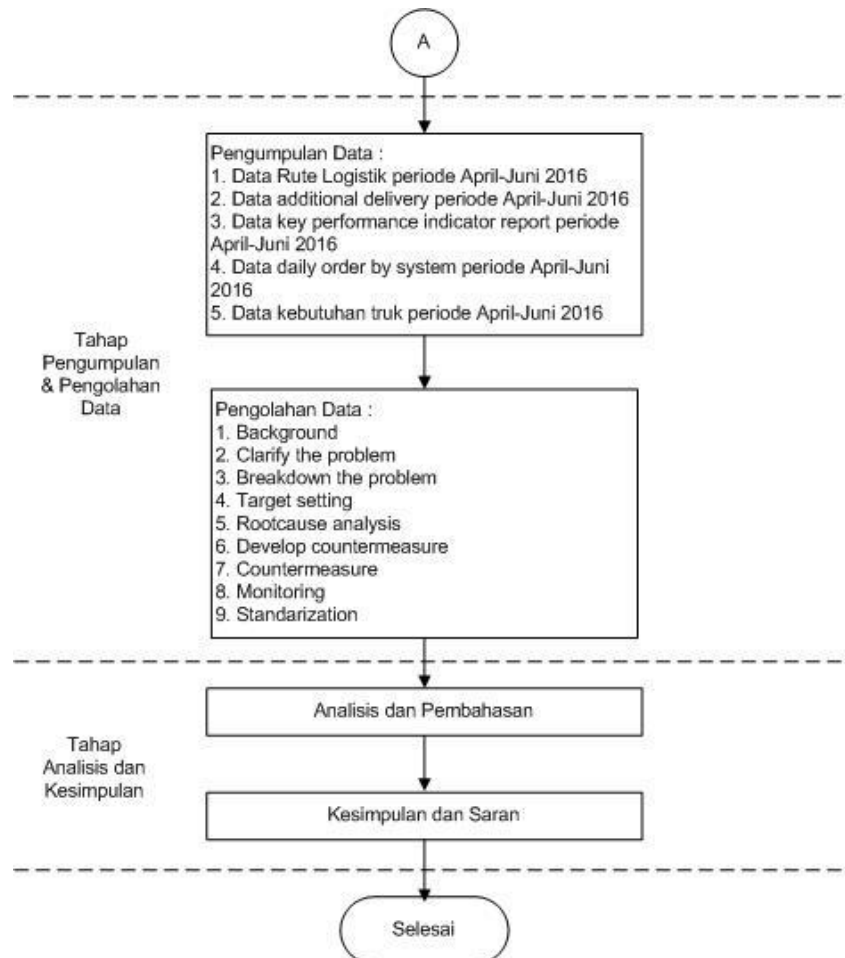 A
Pengumpulan Data :
1. Data Rute Logistik periode April-Juni 2016
2. Data additional delivery periode April-Juni 2016
3. Data key performance indicator report periode
April-Juni 2016
4. Data daily order by system periode April-Juni
2016
5. Data kebutuhan truk periode April-Juni 2016
Tahap
Pengumpulan
& Pengolahan
Data
Pengolahan Data :
1. Background
2. Clarify the problem
3. Breakdown the problem
4. Target setting
5. Rootcause analysis
6. Develop countermeasure
7. Countermeasure
8. Monitoring
9. Standarization
Tahap
Analisis dan
Kesimpulan
Analisis dan Pembahasan
Kesimpulan dan Saran
Selesai